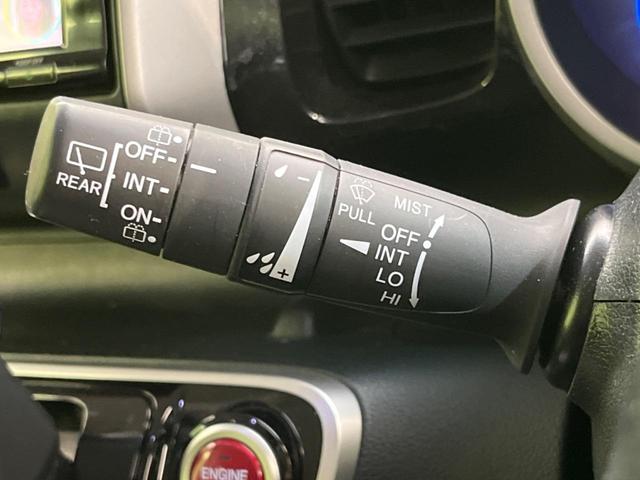 REAR
OFF-
INT-
ON-
PULL
MIST
OFF
INT
LO
HI
ENGINE